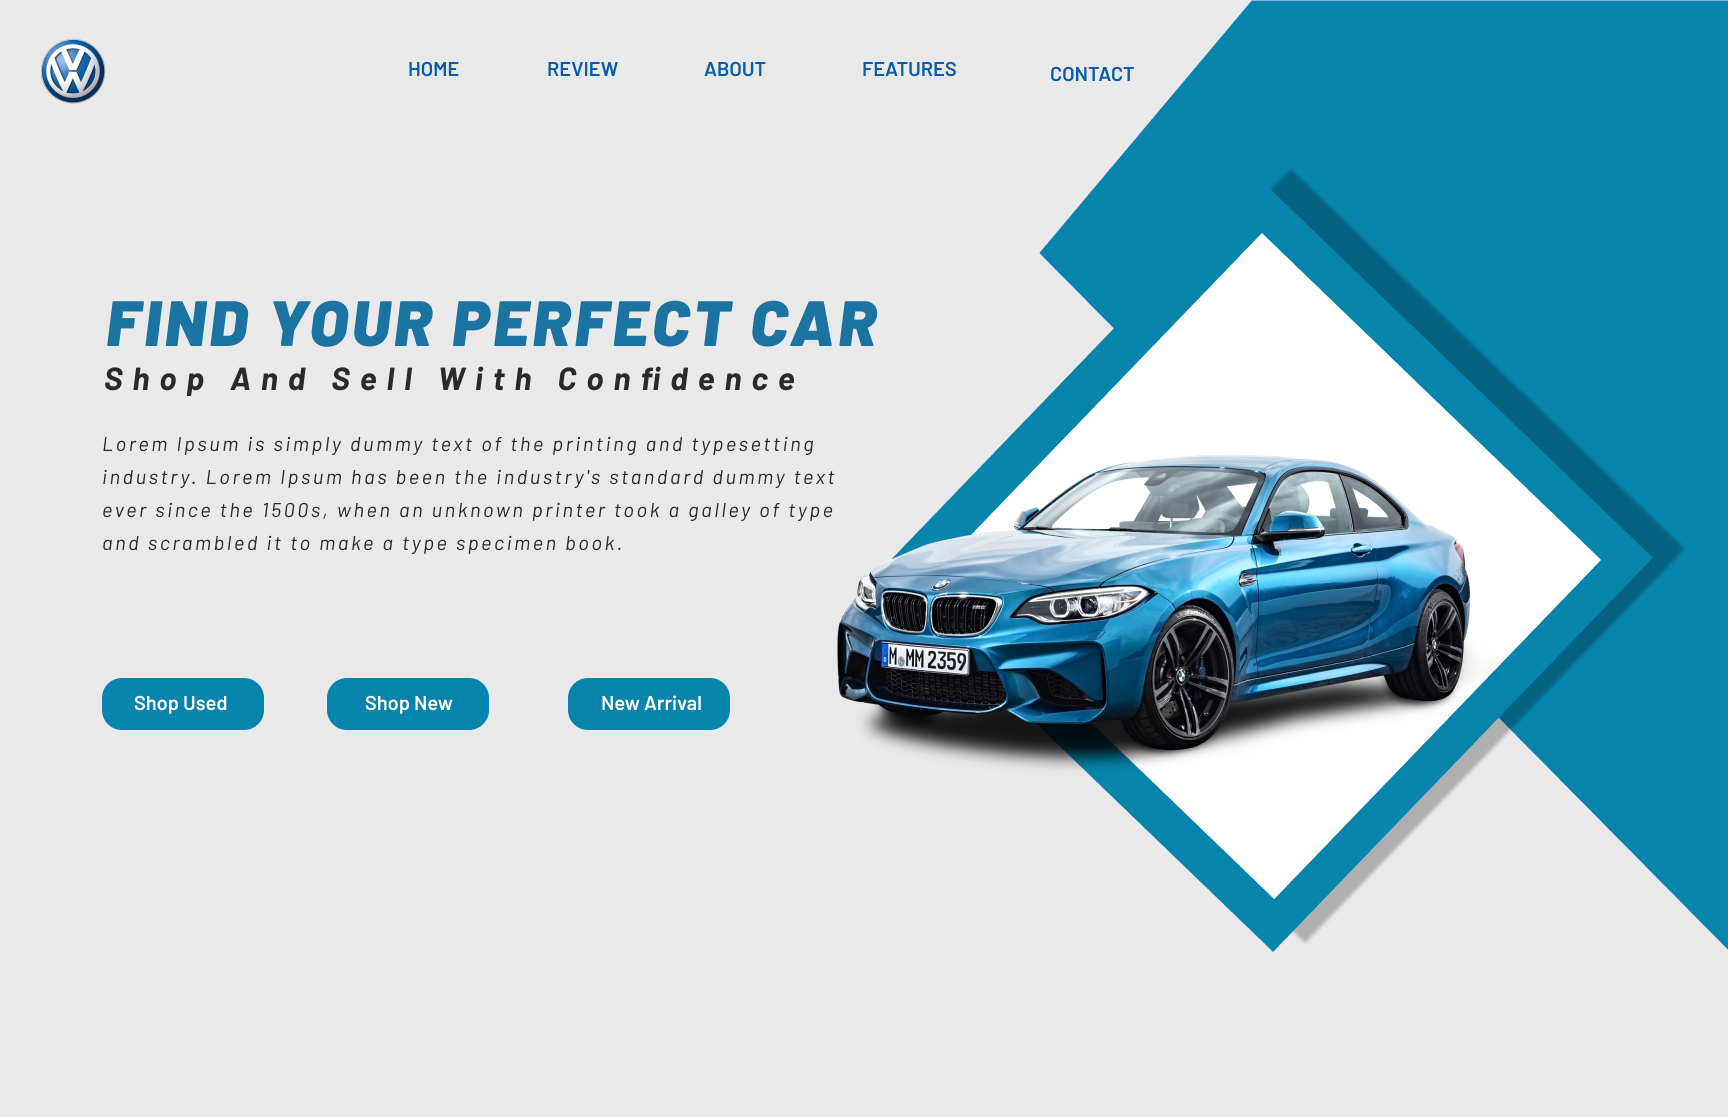 HOME REVIEW ABOUT FEATURES CONTACT
FIND YOUR PERFECT CAR
Shop And Sell With Confidence
Lorem Ipsum is simply dummy text of the printing and typesetting
industry. Lorem Ipsum has been the industry's standard dummy text
ever since the 1500s, when an unknown printer took a galley of type
and scrambled it to make a type specimen book.
M MM 2359
Shop Used Shop New New Arrival